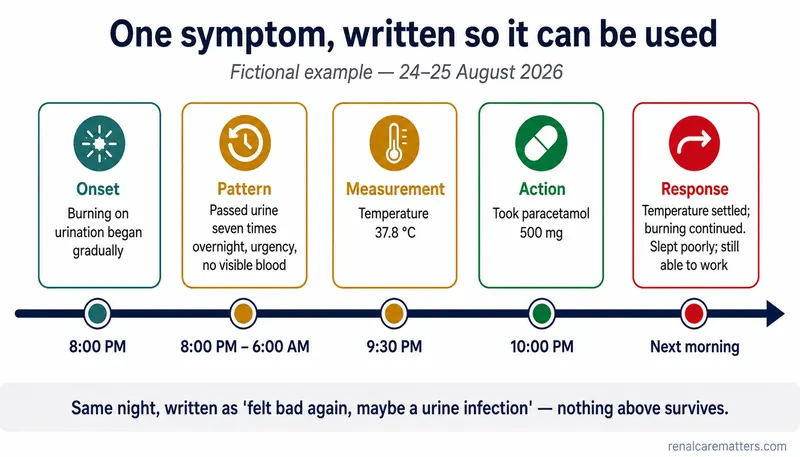 One symptom, written so it can be used
Fictional example — 24–25 August 2026
Onset
Burning on
urination began
gradually
Pattern
Passed urine
seven times
overnight, urgency,
no visible blood
Measurement
Temperature
37.8 °C
Action
Took paracetamol
500 mg
Response
Temperature settled;
burning continued.
Slept poorly; still
able to work
8:00 PM
8:00 PM – 6:00 AM
9:30 PM
10:00 PM
Next morning
Same night, written as 'felt bad again, maybe a urine infection' — nothing above survives.
renalcarematters.com